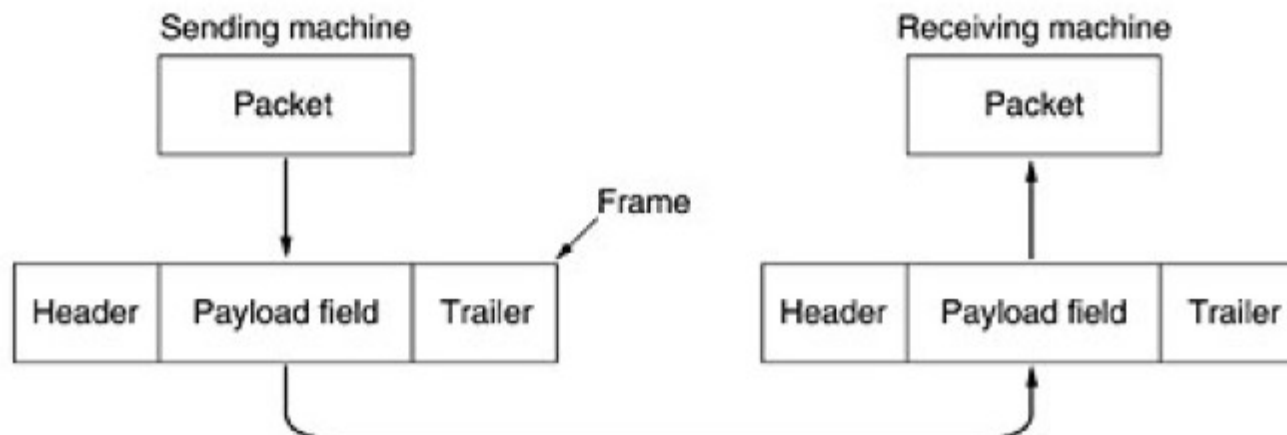 Sending machine
Receiving machine
Packet
Packet
Frame
Header Payload field Trailer
Header Payload field Trailer